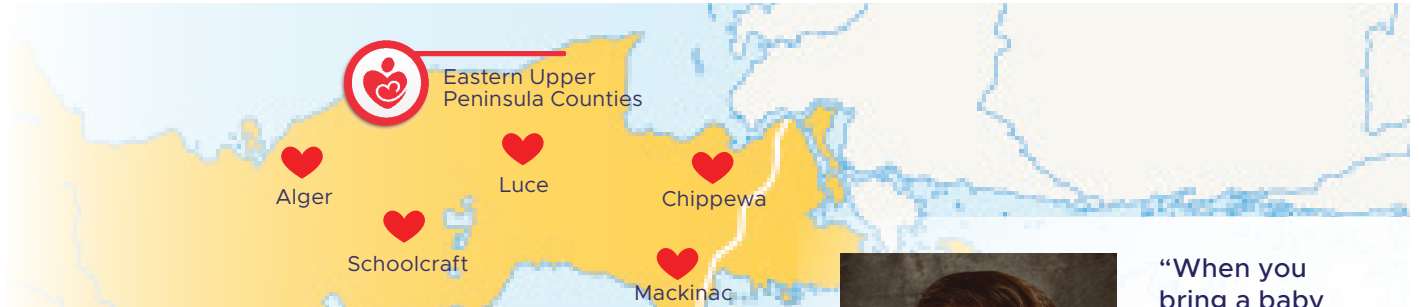 Eastern Upper
Peninsula Counties
Luce
Alger
Chippewa
Schoolcraft
Mackinac
“When you
bring a baby